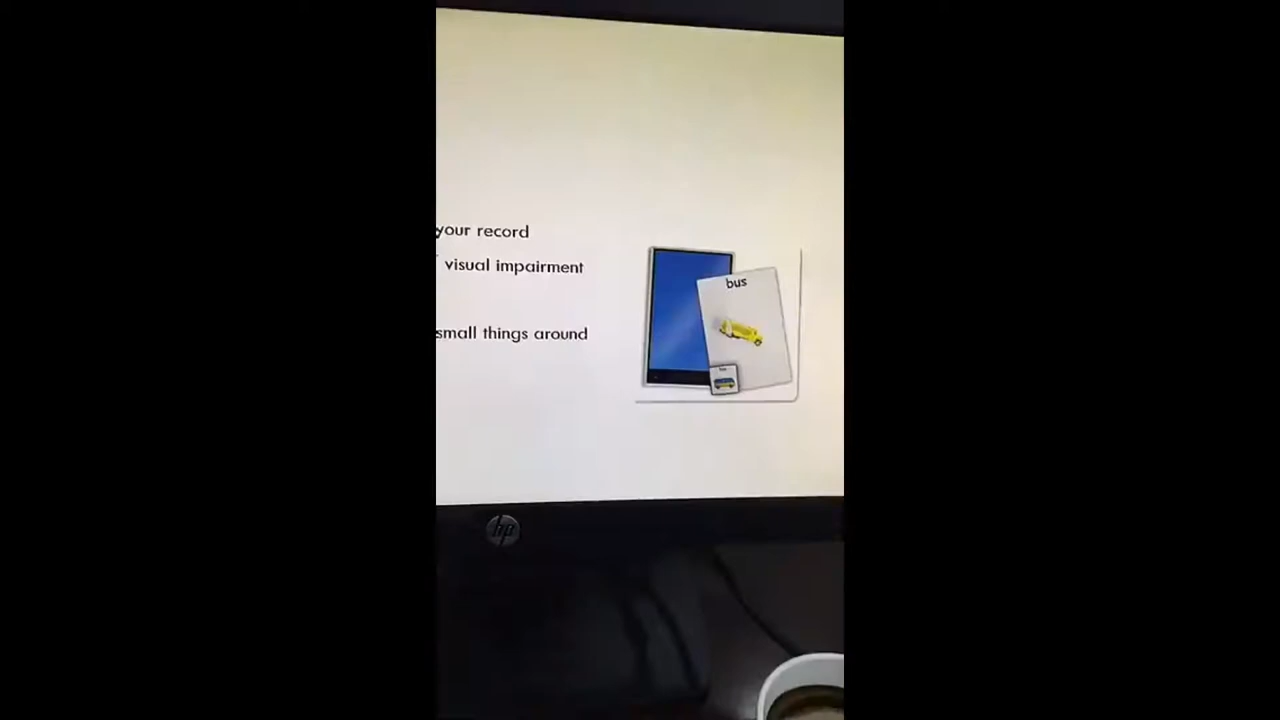 your record
visual impairment
small things around
bus
hp